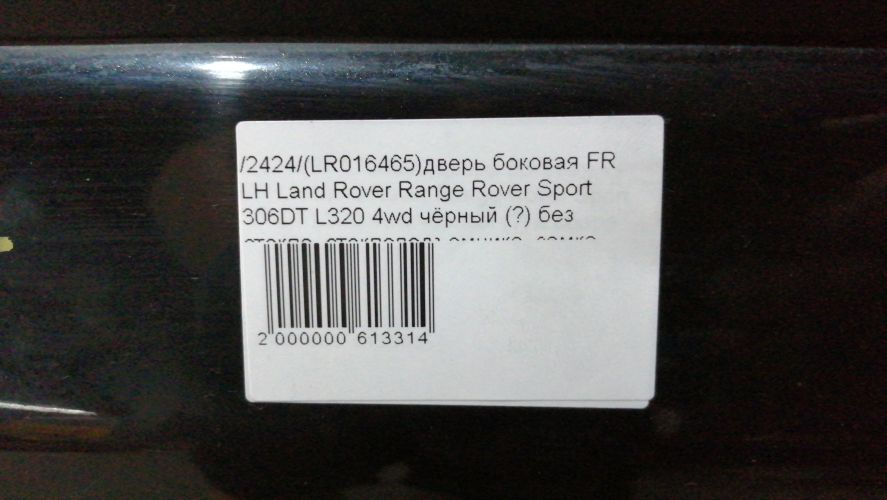 /2424/(LR016465)дверь боковая FR
LH Land Rover Range Rover Sport
306DT L320 4wd чёрный (?) без
2 000000 613314